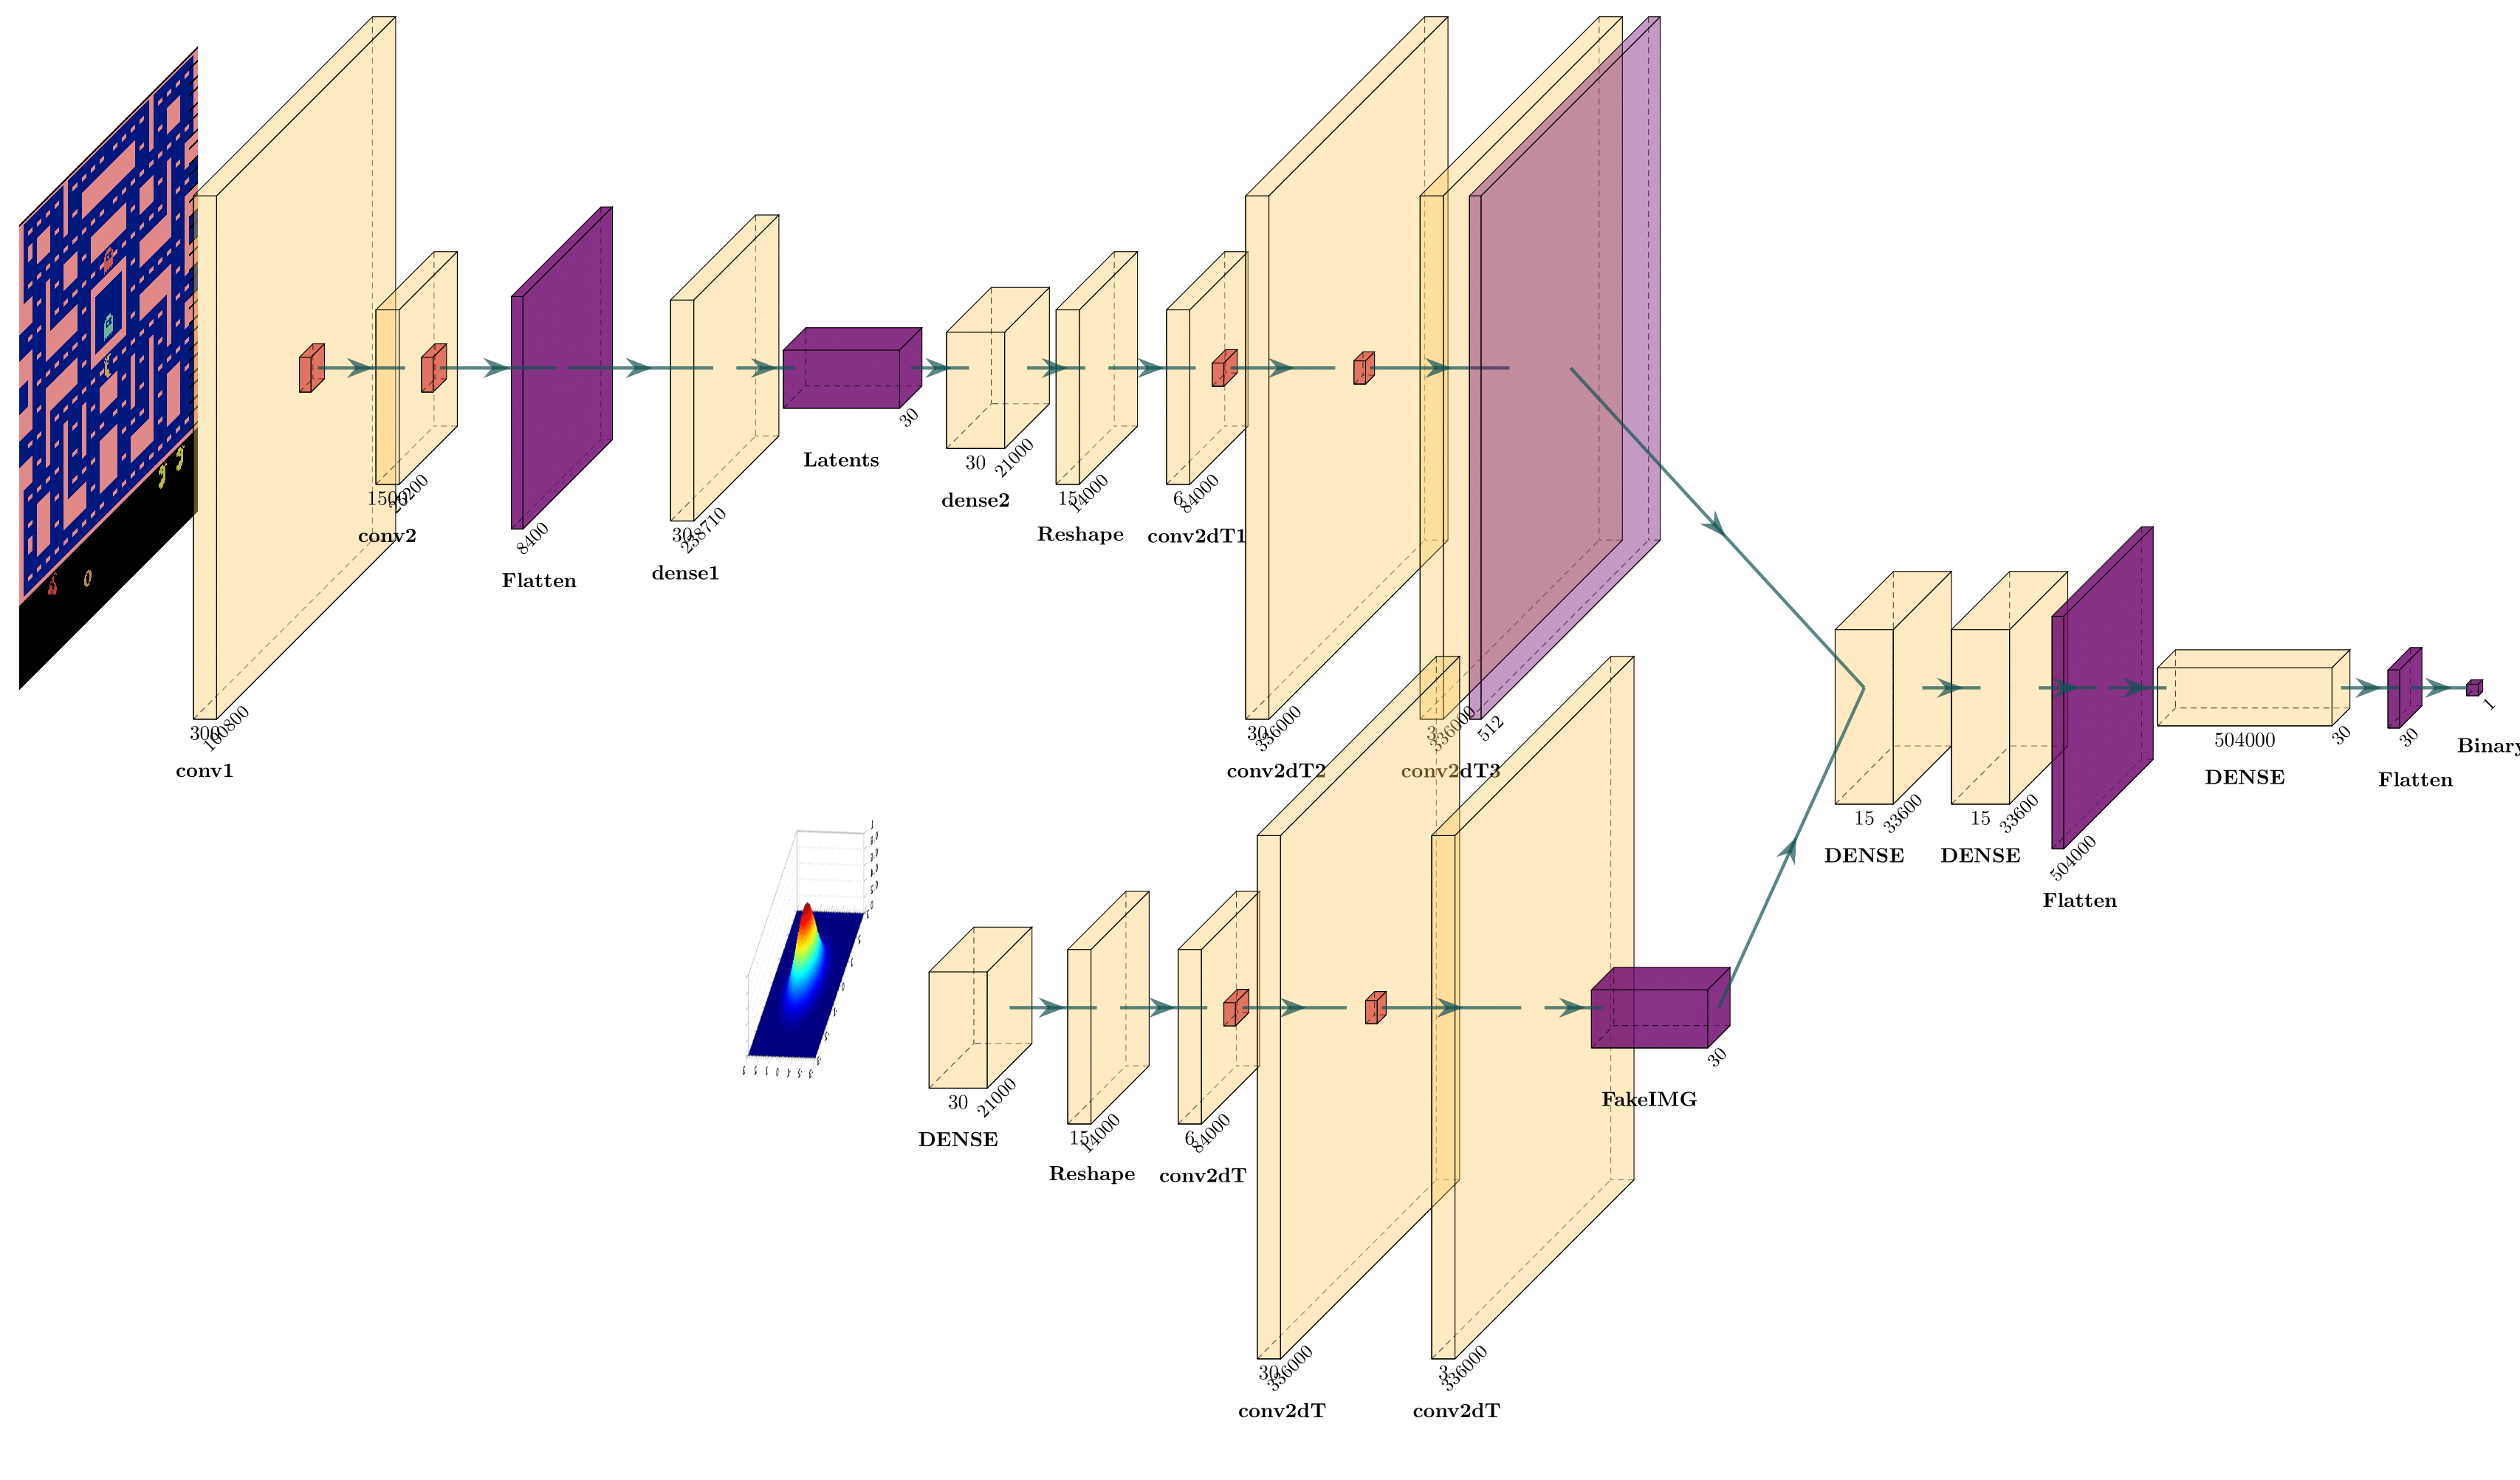 300
100800
conv1
1500
25200
conv2
8400
Flatten
30
238710
dense1
30
Latents
30
21000
dense2
15
14000
Reshape
6
84000
conv2dT1
30
336000
conv2dT2
3
336000
conv2dT3
512
30
21000
DENSE
15
14000
Reshape
6
84000
conv2dT
30
336000
conv2dT
3
336000
conv2dT
30
FakeIMG
15
33600
DENSE
15
33600
DENSE
504000
Flatten
504000
30
DENSE
30
Flatten
1
Binary